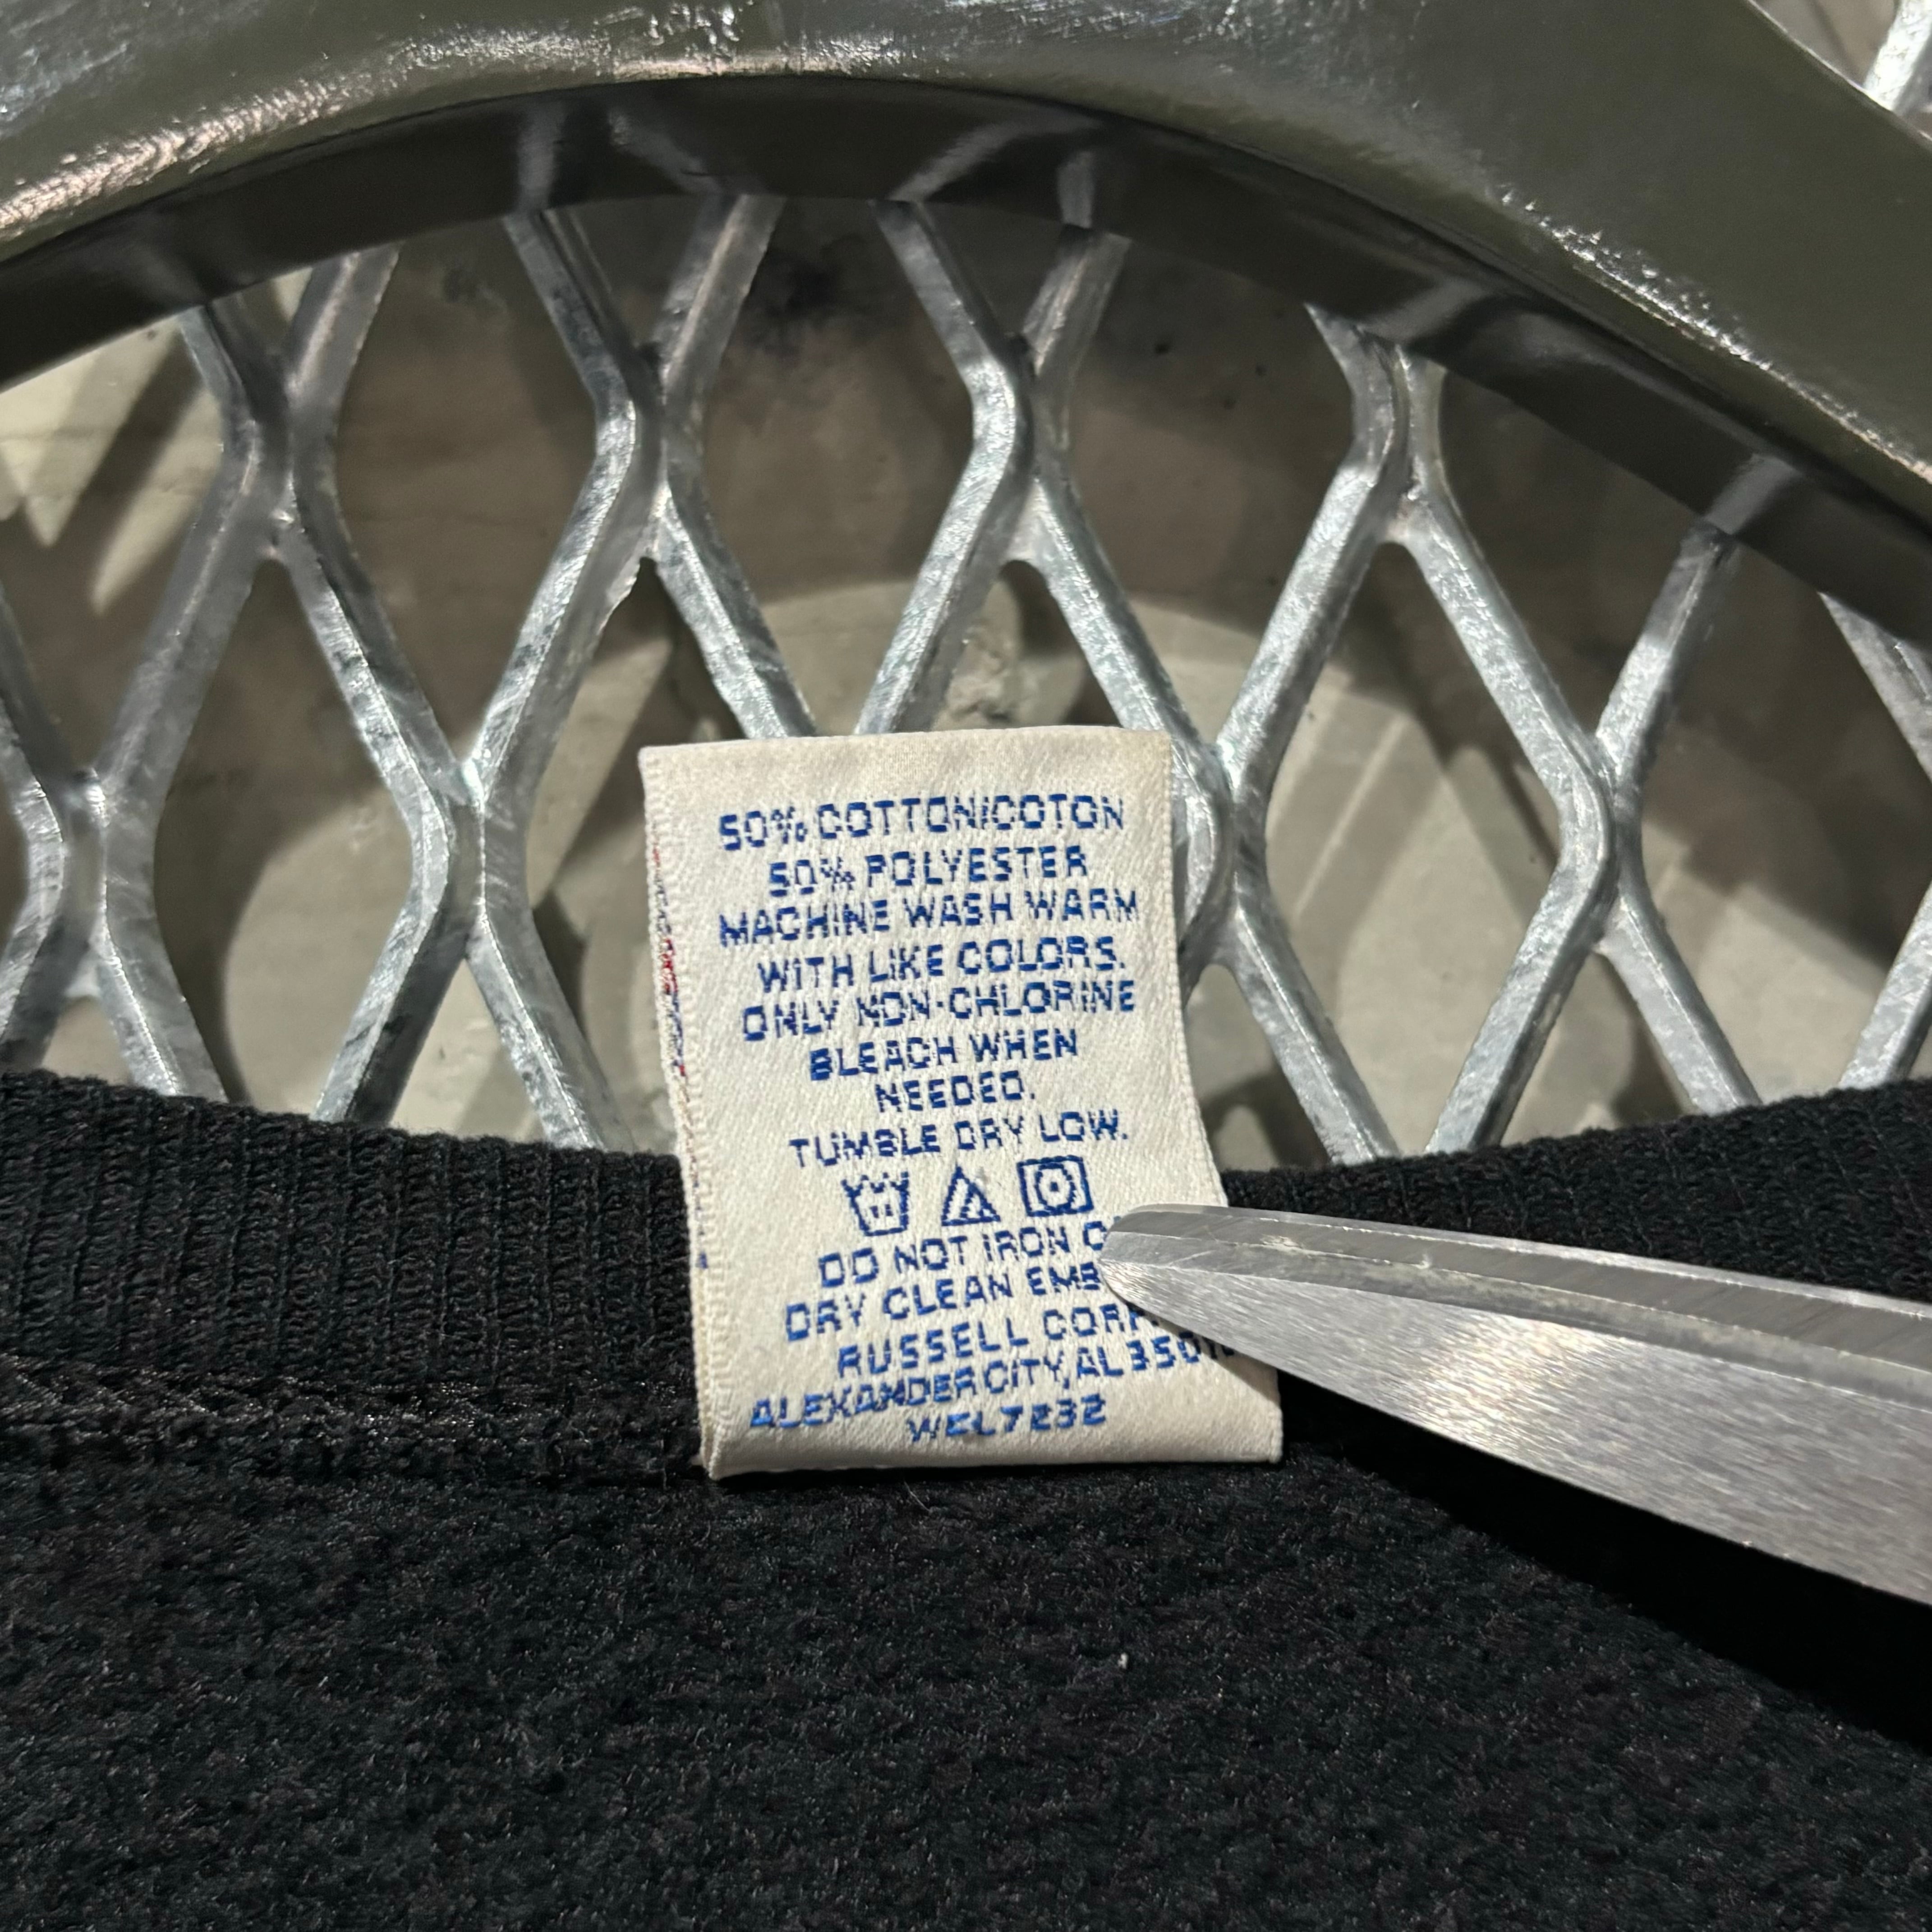 50% COTTON/COTON
50% POLYESTER
MACHINE WASH WARM
WITH LIKE COLORS.
ONLY NON-CHLORINE
BLEACH WHEN
NEEDED.
TUMBLE DRY LOW.
DO NOT IRON
DRY CLEAN
RUSSELL
ALEXANDER CITY, AL
WPL7232